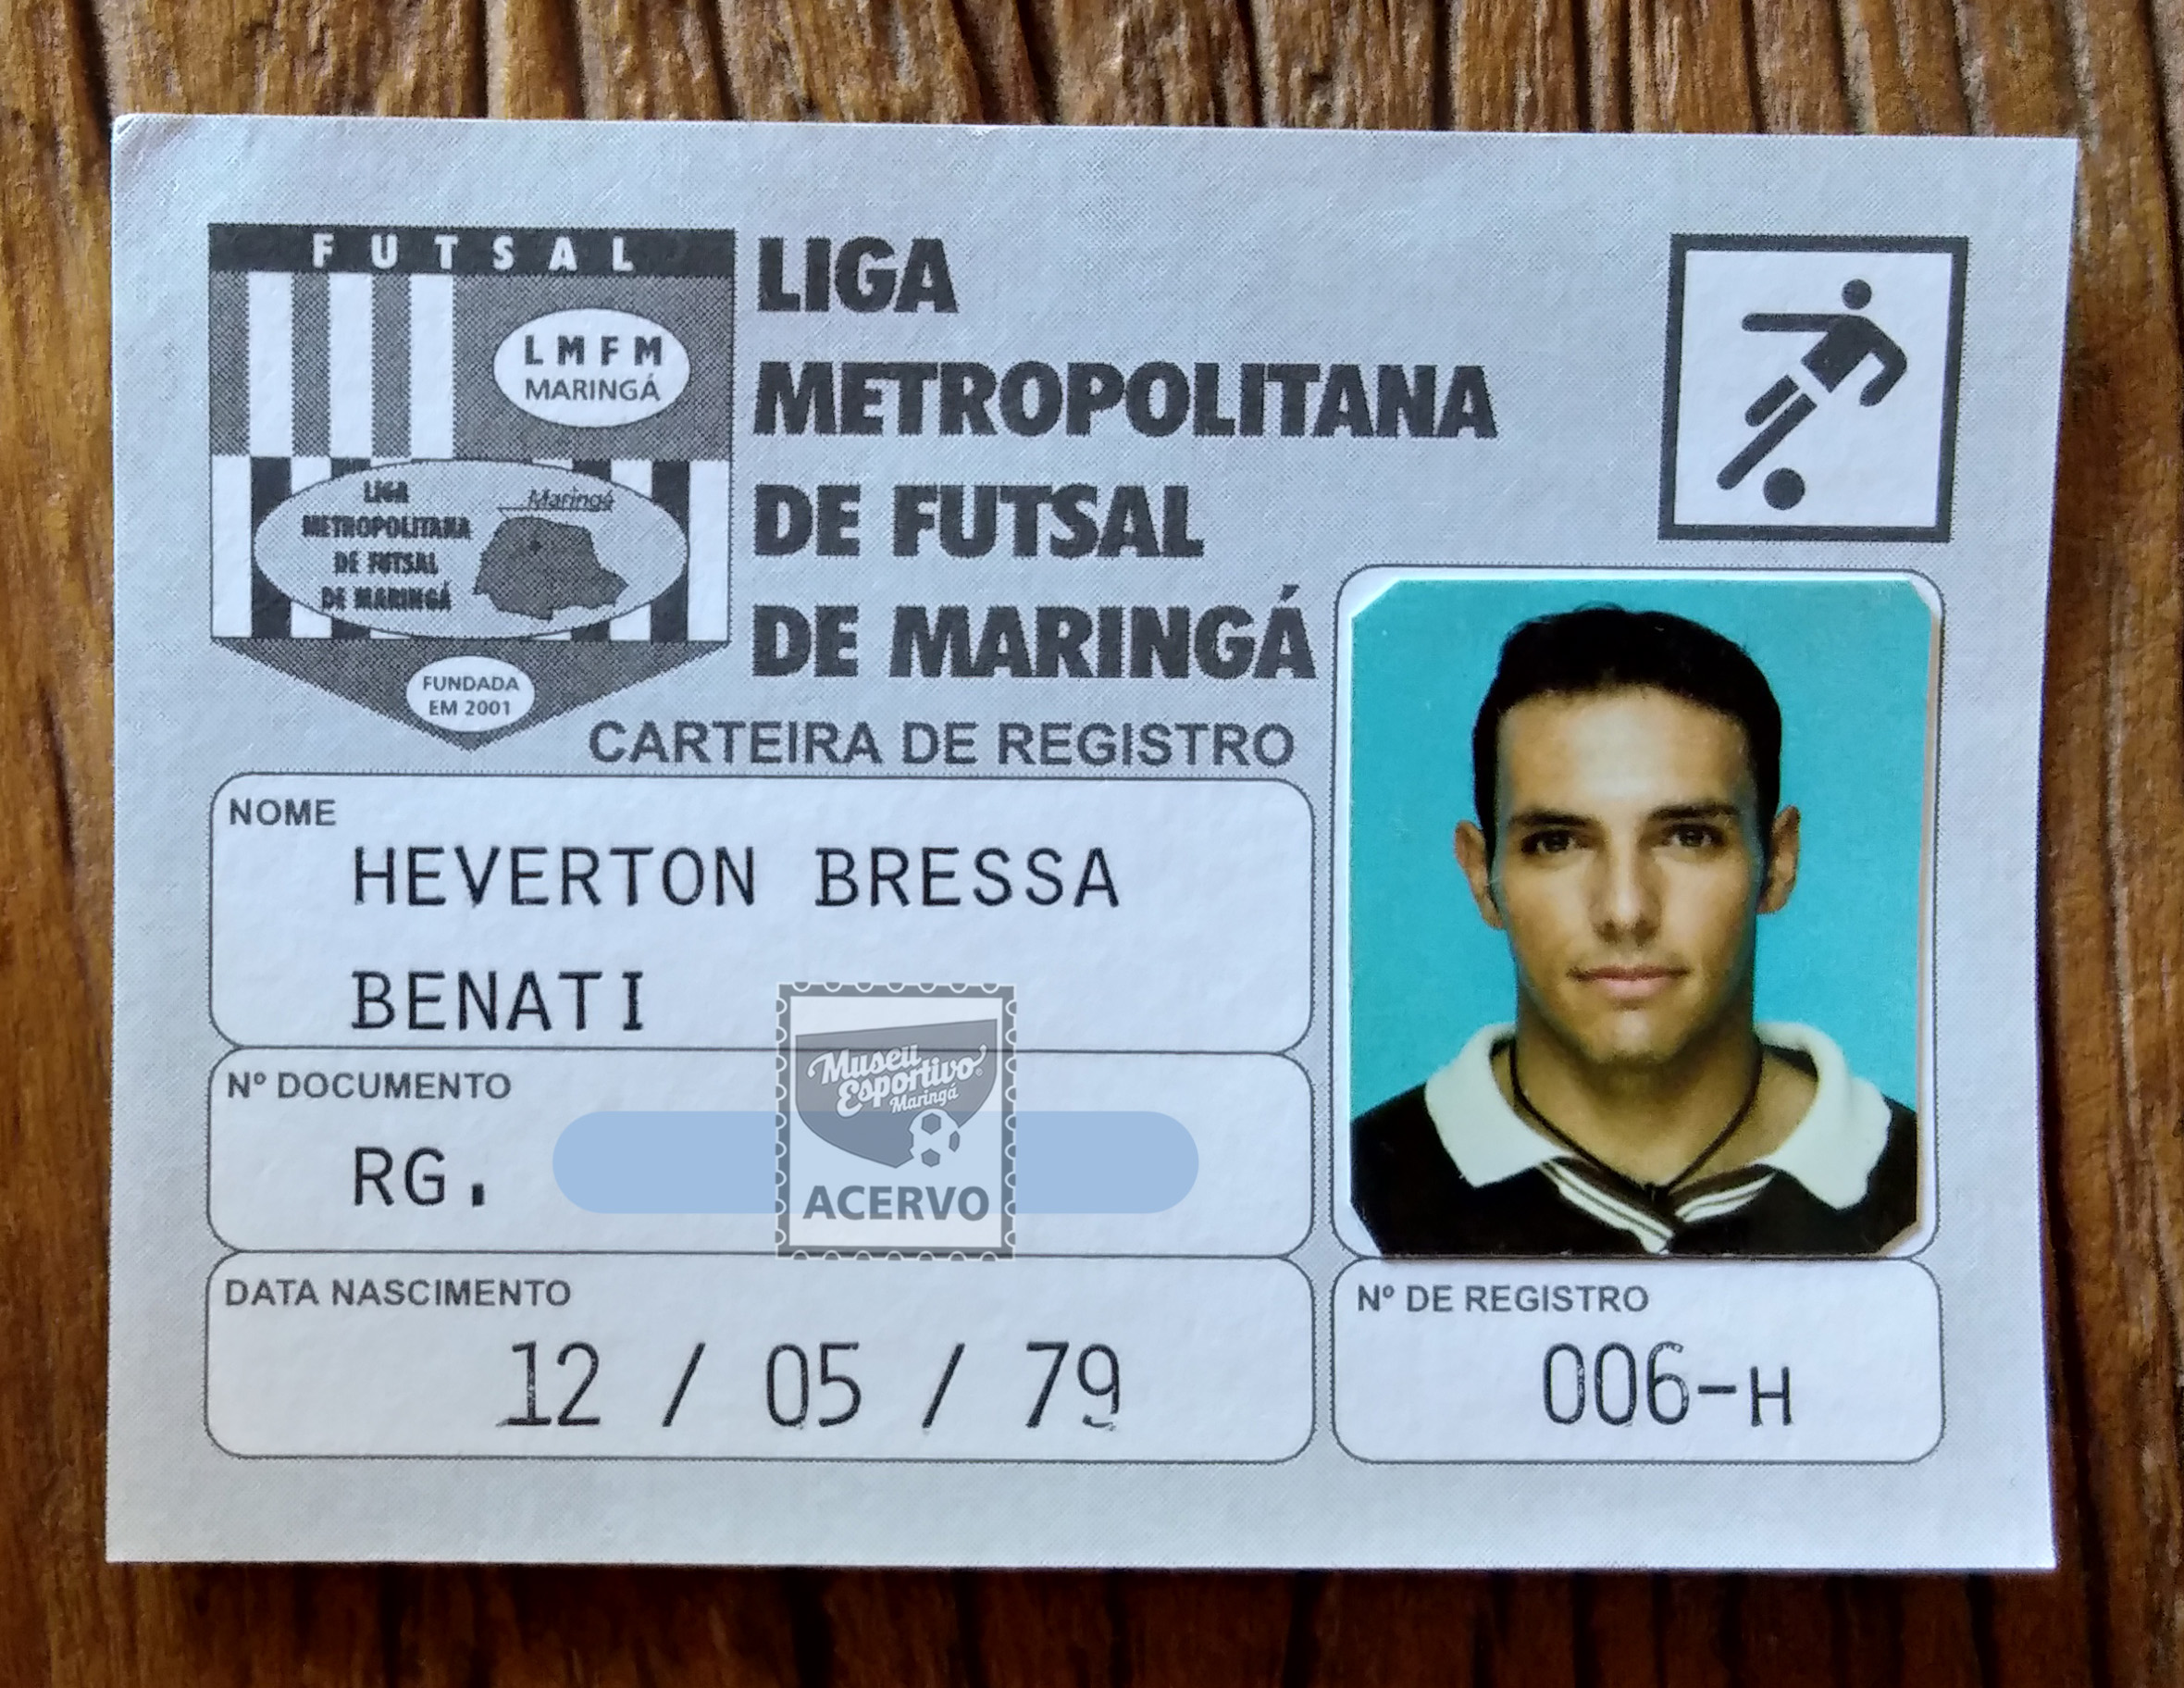 FUTSAL
LMFM
MARINGÁ
LIGA
METROPOLITANA
DE FUTSAL
DE MARINGÁ
Maringá
FUNDADA
EM 2001
LIGA
METROPOLITANA
DE FUTSAL
DE MARINGÁ
CARTEIRA DE REGISTRO
NOME
HEVERTON BRESSA
BENATI
Nº DOCUMENTO
RG.
Museu
Esportivo
Maringá
ACERVO
DATA NASCIMENTO
12 / 05 / 79
Nº DE REGISTRO
006-H